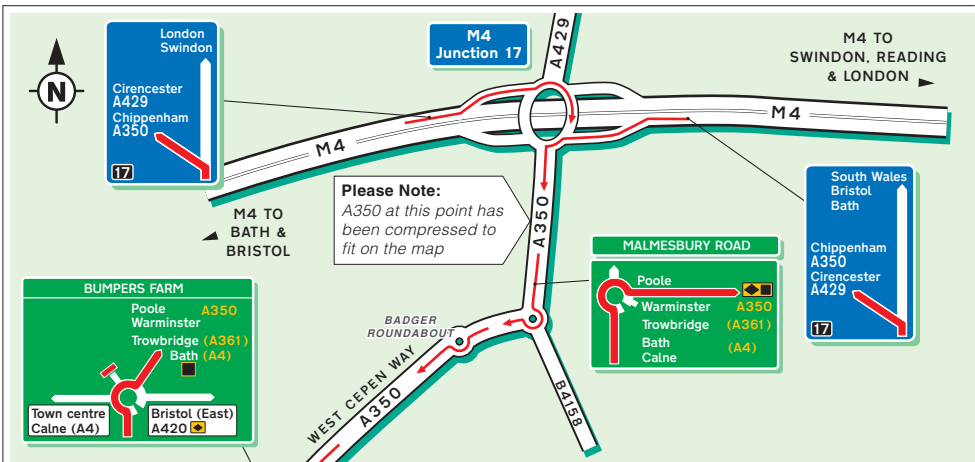 London
Swindon
Cirencester
A429
Chippenham
A350
17
N
M4
Junction 17
A429
M4 TO
SWINDON, READING
& LONDON
M4
M4
M4 TO
BATH &
BRISTOL
Please Note:
A350 at this point has
been compressed to
fit on the map
A350
South Wales
Bristol
Bath
Chippenham
A350
Cirencester
A429
17
MALMESBURY ROAD
Poole
Warminster A350
Trowbridge (A361)
Bath
Calne (A4)
BUMPERS FARM
Poole A350
Warminster
Trowbridge (A361)
Bath (A4)
Town centre
Calne (A4)
Bristol (East)
A420
BADGER
ROUNDABOUT
WEST CEPEN WAY
A350
B4158